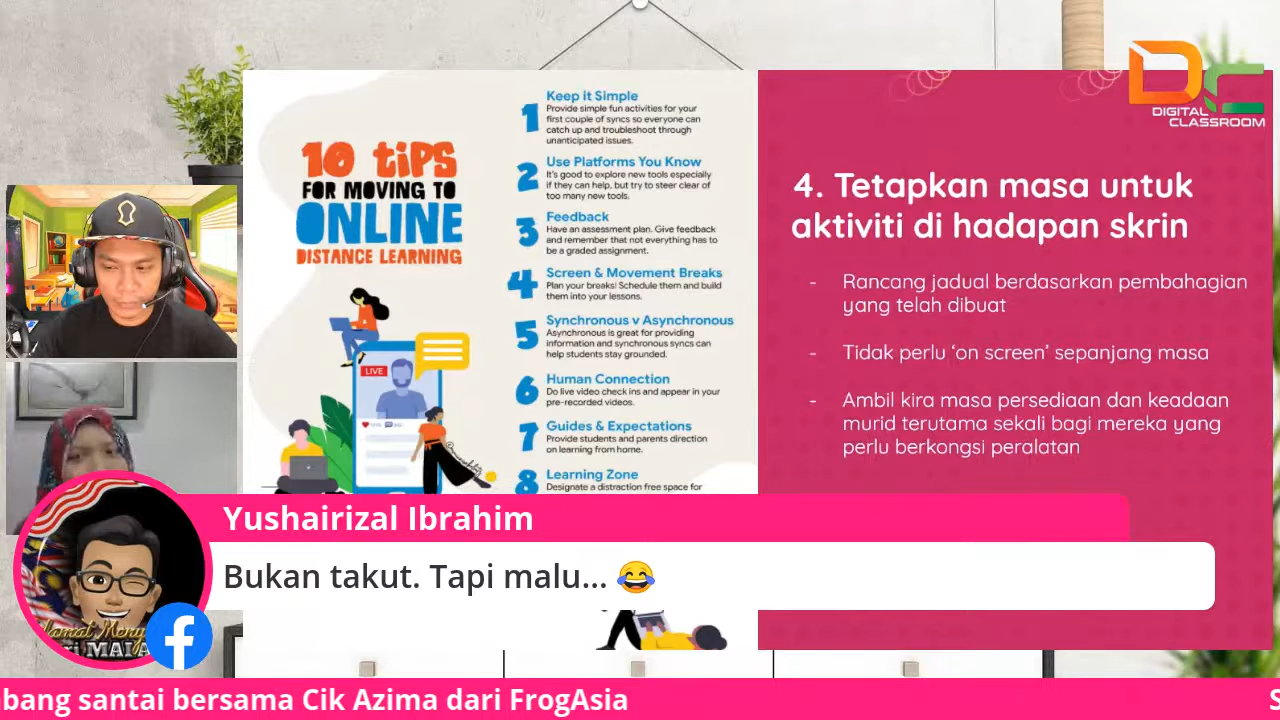 DIGITAL
CLASSROOM
10 TIPS
FOR MOVING TO
ONLINE
DISTANCE LEARNING
1
Keep it Simple
Provide simple fun activities for your
first couple of syncs so everyone can
catch up and troubleshoot through
unanticipated issues.
2
Use Platforms You Know
It's good to explore new tools especially
if they can help, but try to steer clear of
too many new tools.
3
Feedback
Have an assessment plan. Give feedback
and remember that not everything has to
be a graded assignment.
4
Screen & Movement Breaks
Plan your breaks! Schedule them and build
them into your lessons.
5
Synchronous v Asynchronous
Asynchronous is great for providing
information and synchronous syncs can
help students stay grounded.
6
Human Connection
Do live video check ins and appear in your
pre-recorded videos.
7
Guides & Expectations
Provide students and parents direction
on learning from home.
8
Learning Zone
Designate a distraction free space for
LIVE
4. Tetapkan masa untuk
aktiviti di hadapan skrin
- Rancang jadual berdasarkan pembahagian
yang telah dibuat
- Tidak perlu 'on screen' sepanjang masa
- Ambil kira masa persediaan dan keadaan
murid terutama sekali bagi mereka yang
perlu berkongsi peralatan
Yushairizal Ibrahim
Bukan takut. Tapi malu... 😂
bang santai bersama Cik Azima dari FrogAsia
S